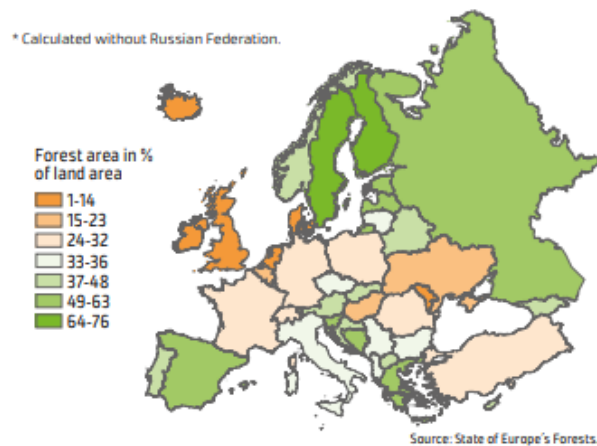 * Calculated without Russian Federation.
Forest area in %
of land area
1-14
15-23
24-32
33-36
37-48
49-63
64-76
Source: State of Europe's Forests